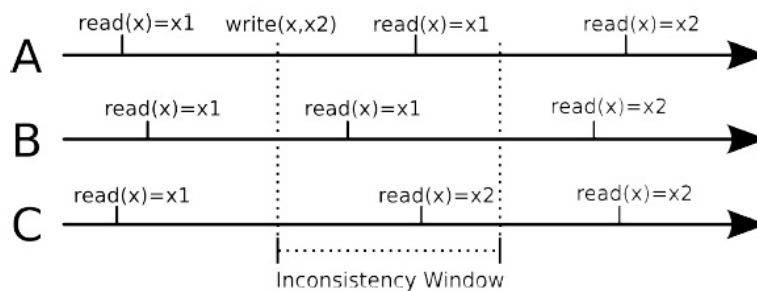 read(x)=x1 write(x,x2) read(x)=x1 read(x)=x2
A
read(x)=x1 read(x)=x1 read(x)=x2
B
read(x)=x1 read(x)=x2 read(x)=x2
C
Inconsistency Window